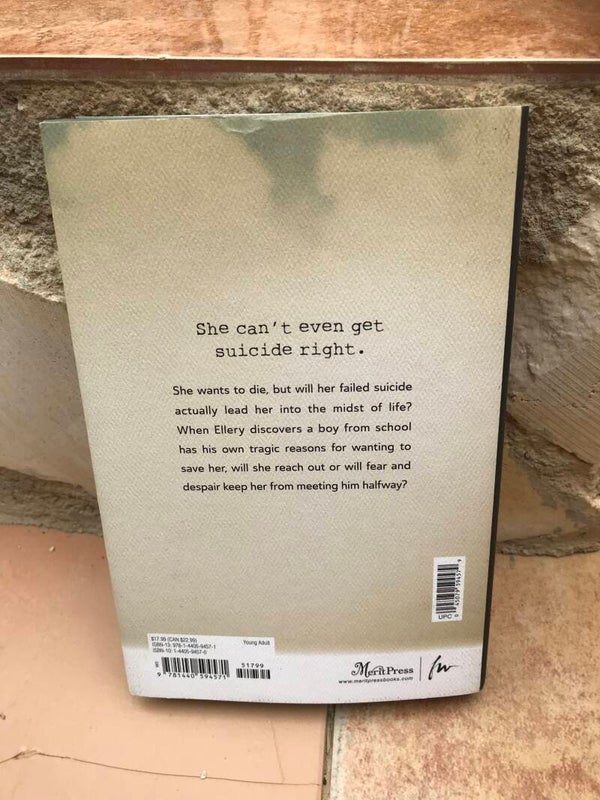 She can't even get
suicide right.
She wants to die, but will her failed suicide
actually lead her into the midst of life?
When Ellery discovers a boy from school
has his own tragic reasons for wanting to
save her, will she reach out or will fear and
despair keep her from meeting him halfway?
UPC
$17.99 (CAN $22.99)
ISBN-13: 978-1-4405-9457-1
ISBN-10: 1-4405-9457-0
Young Adult
51799
9 781440 594571
MeritPress
www.meritpressbooks.com
fw